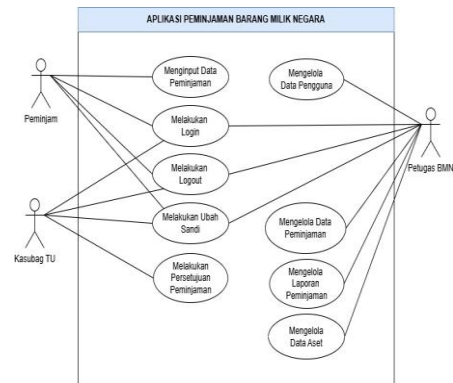 APLIKASI PEMINJAMAN BARANG MILIK NEGARA
Menginput Data
Peminjaman
Mengelola
Data Pengguna
Peminjam
Melakukan
Login
Petugas BMN
Melakukan
Logout
Kasubag TU
Melakukan Ubah
Sandi
Mengelola Data
Peminjaman
Melakukan
Persetujuan
Peminjaman
Mengelola
Laporan
Peminjaman
Mengelola
Data Aset